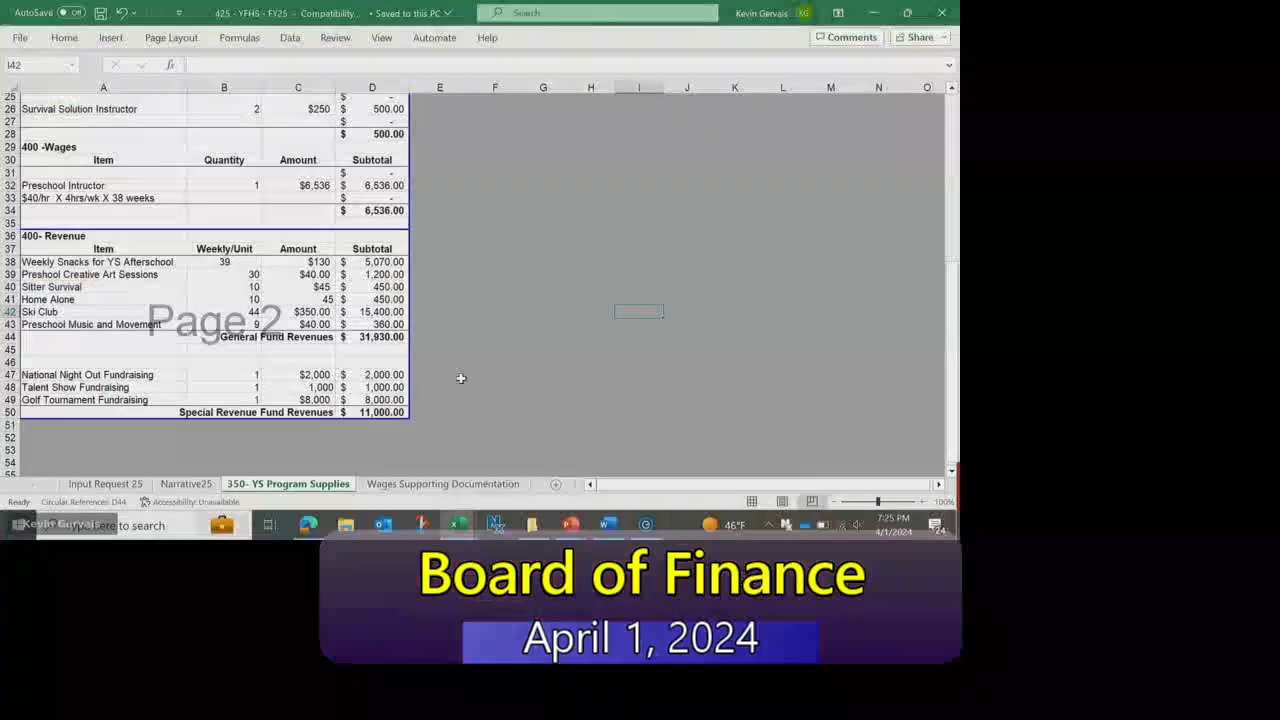 AutoSave Off 425 - YFHS - FY25 - Compatibility... • Saved to this PC Search Kevin Gervais KG
File Home Insert Page Layout Formulas Data Review View Automate Help Comments Share
I42 fx
A B C D E F G H I J K L M N O
25 $ -
26 Survival Solution Instructor 2 $250 $ 500.00
27 $ -
28 $ 500.00
29 400 -Wages
30 Item Quantity Amount Subtotal
31 $ -
32 Preschool Intructor 1 $6,536 $ 6,536.00
33 $40/hr X 4hrs/wk X 38 weeks $ -
34 $ 6,536.00
35
36 400- Revenue
37 Item Weekly/Unit Amount Subtotal
38 Weekly Snacks for YS Afterschool 39 $130 $ 5,070.00
39 Preshool Creative Art Sessions 30 $40.00 $ 1,200.00
40 Sitter Survival 10 $45 $ 450.00
41 Home Alone 10 45 $ 450.00
42 Ski Club 44 $350.00 $ 15,400.00
43 Preschool Music and Movement 9 $40.00 $ 360.00
Page 2
44 General Fund Revenues $ 31,930.00
45
46
47 National Night Out Fundraising 1 $2,000 $ 2,000.00
48 Talent Show Fundraising 1 1,000 $ 1,000.00
49 Golf Tournament Fundraising 1 $8,000 $ 8,000.00
50 Special Revenue Fund Revenues $ 11,000.00
51
52
53
54
55
Input Request 25 Narrative25 350- YS Program Supplies Wages Supporting Documentation
Ready Circular References: D44 Accessibility: Unavailable 100%
Kevin Gervais here to search 46°F 7:25 PM
4/1/2024 24
Board of Finance
April 1, 2024